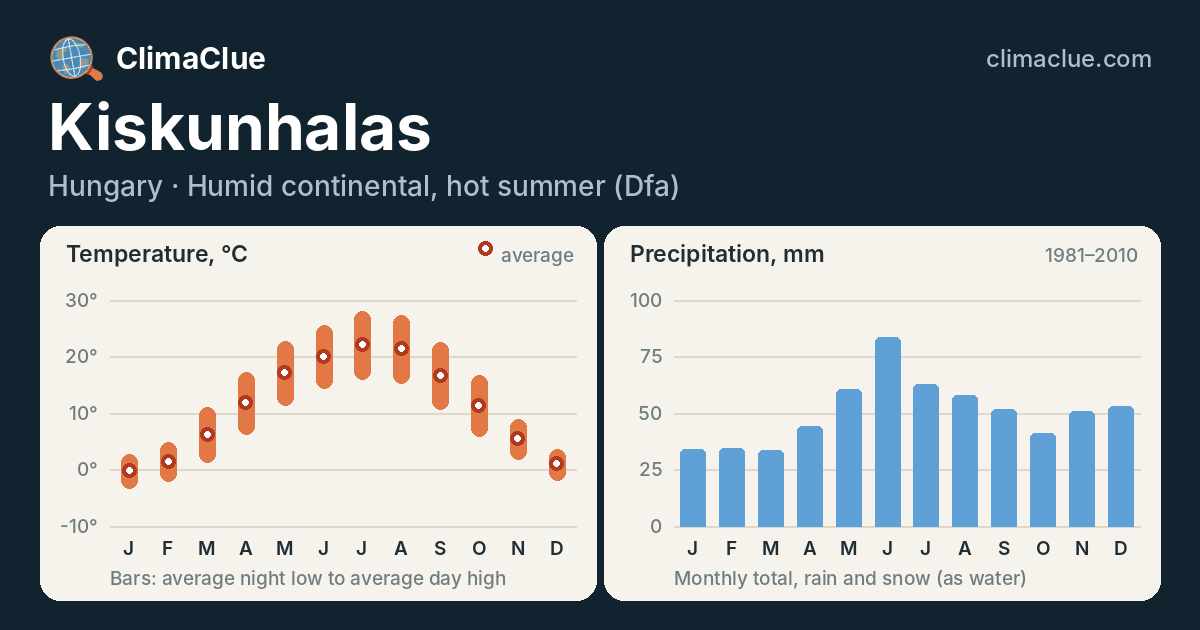 ClimaClue
climaclue.com
Kiskunhalas
Hungary · Humid continental, hot summer (Dfa)
Temperature, °C
average
30°
20°
10°
0°
-10°
J F M A M J J A S O N D
Bars: average night low to average day high
Precipitation, mm
1981–2010
100
75
50
25
0
J F M A M J J A S O N D
Monthly total, rain and snow (as water)